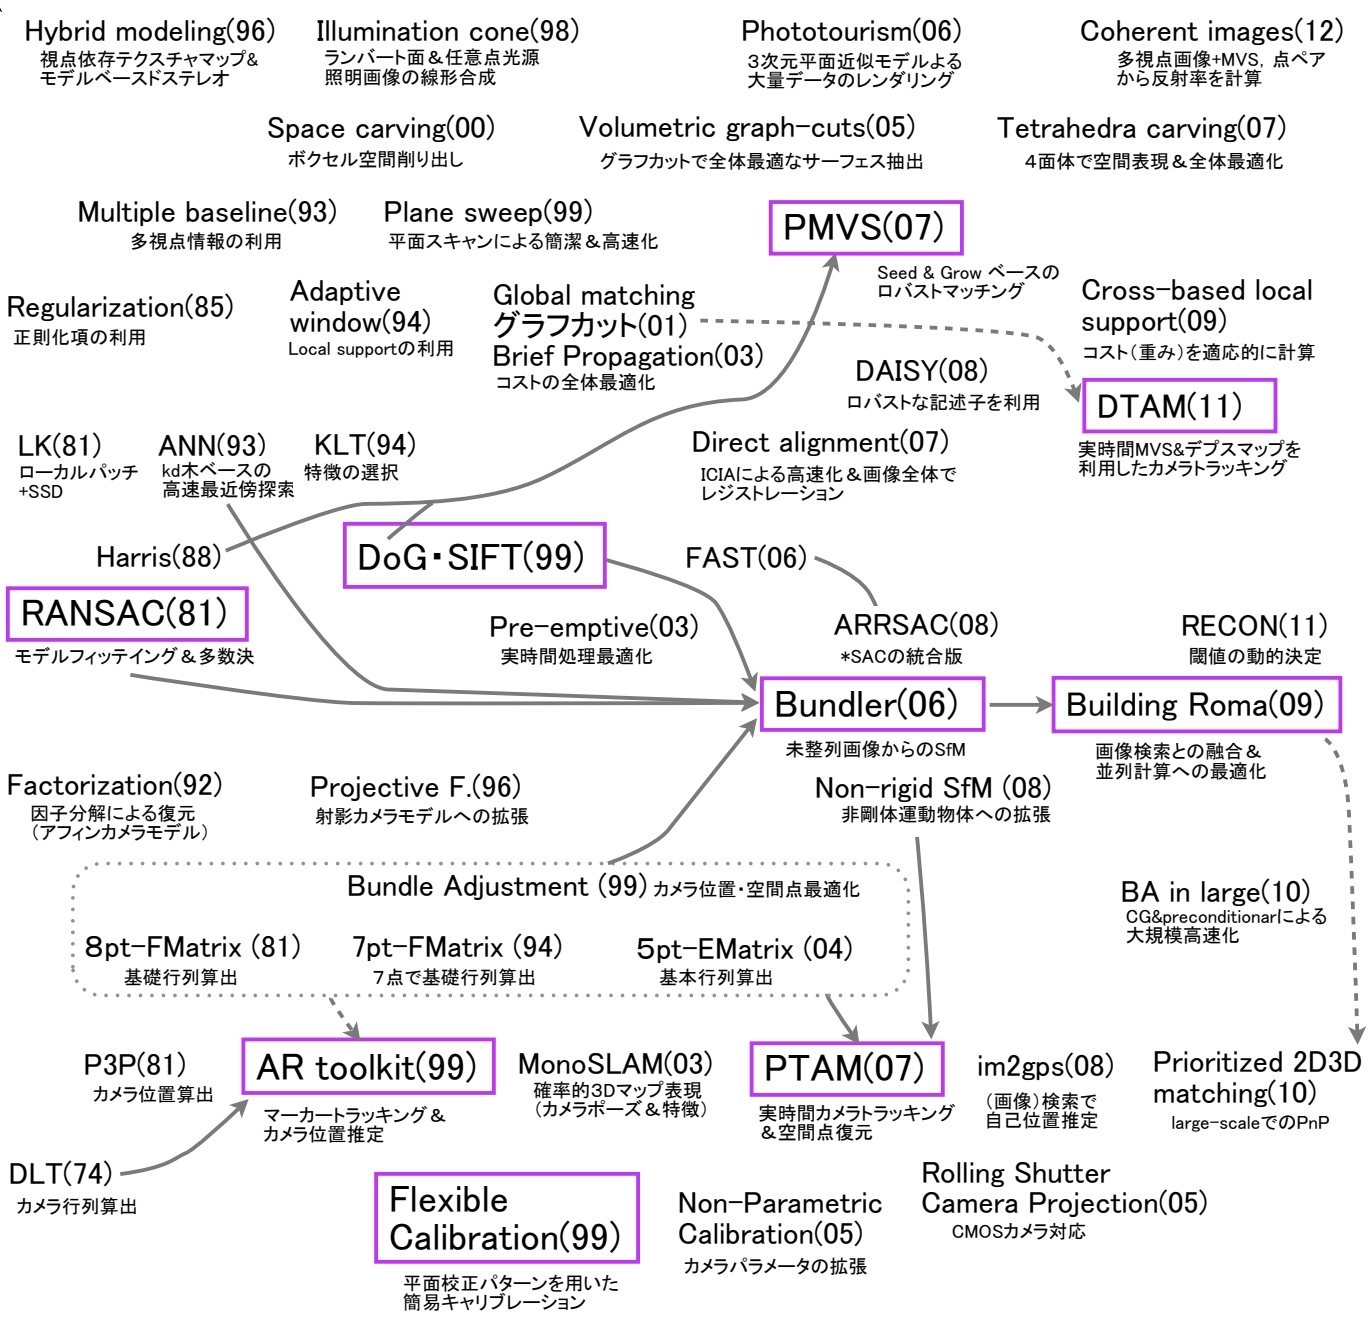 Hybrid modeling(96)
視点依存テクスチャマップ&
モデルベースドステレオ
Illumination cone(98)
ランバート面＆任意点光源
照明画像の線形合成
Phototourism(06)
３次元平面近似モデルよる
大量データのレンダリング
Coherent images(12)
多視点画像+MVS, 点ペア
から反射率を計算
Space carving(00)
ボクセル空間削り出し
Volumetric graph-cuts(05)
グラフカットで全体最適なサーフェス抽出
Tetrahedra carving(07)
４面体で空間表現＆全体最適化
Multiple baseline(93)
多視点情報の利用
Plane sweep(99)
平面スキャンによる簡潔＆高速化
PMVS(07)
Seed & Grow ベースの
ロバストマッチング
Regularization(85)
正則化項の利用
Adaptive
window(94)
Local supportの利用
Global matching
グラフカット(01)
Brief Propagation(03)
コストの全体最適化
Cross-based local
support(09)
コスト（重み）を適応的に計算
DAISY(08)
ロバストな記述子を利用
DTAM(11)
実時間MVS&デプスマップを
利用したカメラトラッキング
LK(81)
ローカルパッチ
+SSD
ANN(93)
kd木ベースの
高速最近傍探索
KLT(94)
特徴の選択
Direct alignment(07)
ICIAによる高速化＆画像全体で
レジストレーション
Harris(88)
DoG・SIFT(99)
FAST(06)
RANSAC(81)
モデルフィッテイング＆多数決
Pre-emptive(03)
実時間処理最適化
ARRSAC(08)
*SACの統合版
RECON(11)
閾値の動的決定
Bundler(06)
未整列画像からのSfM
Building Roma(09)
画像検索との融合＆
並列計算への最適化
Factorization(92)
因子分解による復元
（アフィンカメラモデル）
Projective F.(96)
射影カメラモデルへの拡張
Non-rigid SfM (08)
非剛体運動物体への拡張
Bundle Adjustment (99) カメラ位置・空間点最適化
8pt-FMatrix (81)
基礎行列算出
7pt-FMatrix (94)
７点で基礎行列算出
5pt-EMatrix (04)
基本行列算出
BA in large(10)
CG&preconditionarによる
大規模高速化
P3P(81)
カメラ位置算出
AR toolkit(99)
マーカートラッキング＆
カメラ位置推定
MonoSLAM(03)
確率的3Dマップ表現
（カメラポーズ＆特徴）
PTAM(07)
実時間カメラトラッキング
＆空間点復元
im2gps(08)
（画像）検索で
自己位置推定
Prioritized 2D3D
matching(10)
large-scaleでのPnP
DLT(74)
カメラ行列算出
Flexible
Calibration(99)
平面校正パターンを用いた
簡易キャリブレーション
Non-Parametric
Calibration(05)
カメラパラメータの拡張
Rolling Shutter
Camera Projection(05)
CMOSカメラ対応